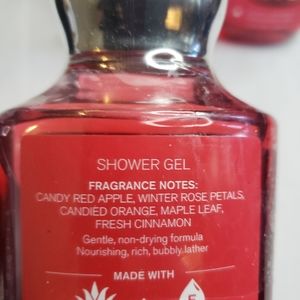 SHOWER GEL
FRAGRANCE NOTES:
CANDY RED APPLE, WINTER ROSE PETALS,
CANDIED ORANGE, MAPLE LEAF,
FRESH CINNAMON
Gentle, non-drying formula
Nourishing, rich, bubbly lather
MADE WITH
E